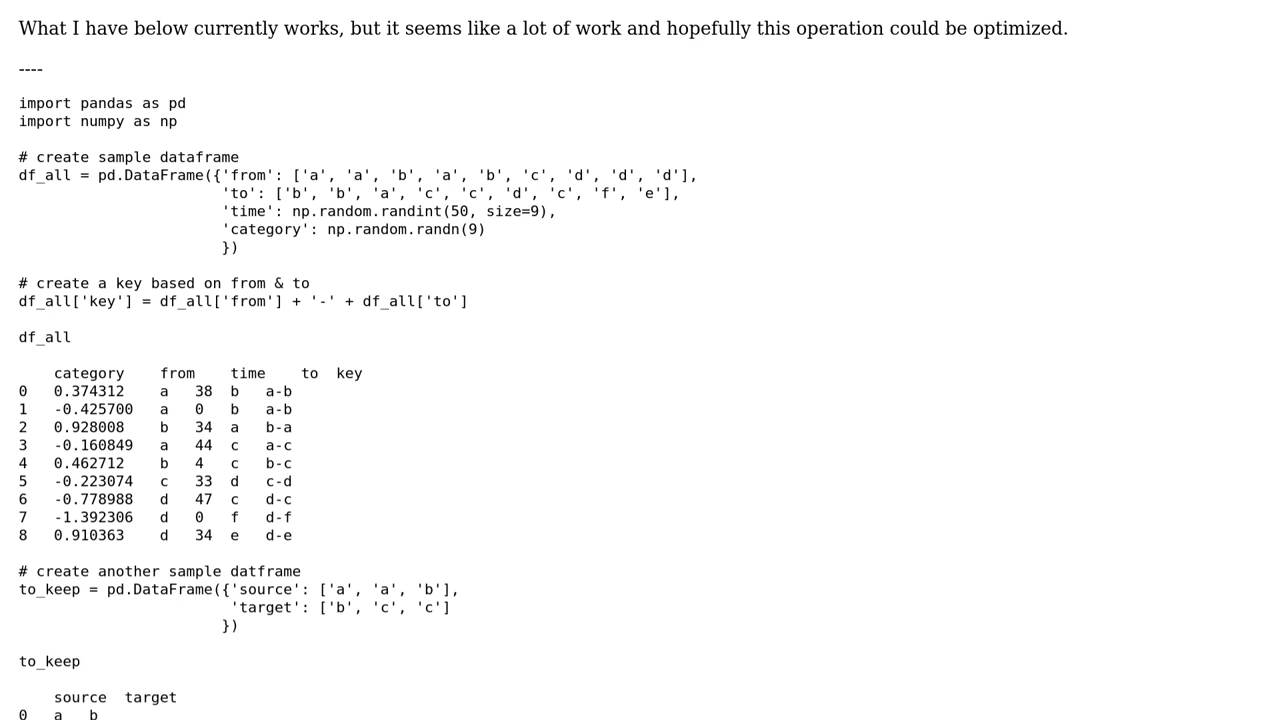 What I have below currently works, but it seems like a lot of work and hopefully this operation could be optimized.
----
import pandas as pd
import numpy as np
# create sample dataframe
df_all = pd.DataFrame({'from': ['a', 'a', 'b', 'a', 'b', 'c', 'd', 'd', 'd'],
                       'to': ['b', 'b', 'a', 'c', 'c', 'd', 'c', 'f', 'e'],
                       'time': np.random.randint(50, size=9),
                       'category': np.random.randn(9)
                       })
# create a key based on from & to
df_all['key'] = df_all['from'] + '-' + df_all['to']
df_all
    category    from    time    to  key
0   0.374312    a   38  b   a-b
1   -0.425700   a   0   b   a-b
2   0.928008    b   34  a   b-a
3   -0.160849   a   44  c   a-c
4   0.462712    b   4   c   b-c
5   -0.223074   c   33  d   c-d
6   -0.778988   d   47  c   d-c
7   -1.392306   d   0   f   d-f
8   0.910363    d   34  e   d-e
# create another sample datframe
to_keep = pd.DataFrame({'source': ['a', 'a', 'b'],
                        'target': ['b', 'c', 'c']
                       })
to_keep
    source  target
0   a   b